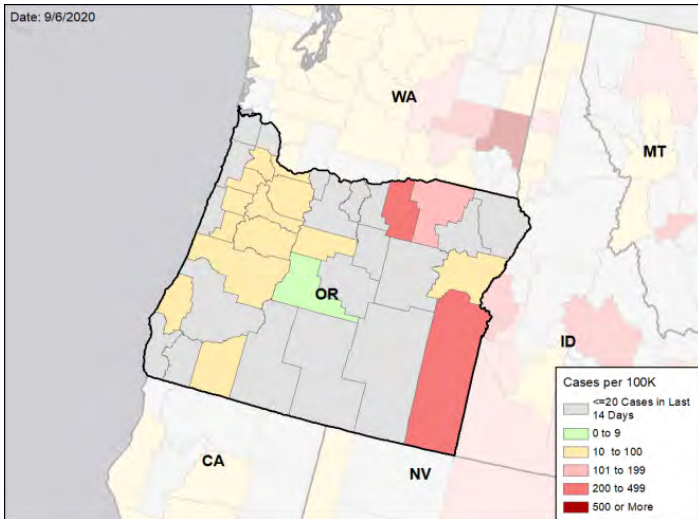 Date: 9/6/2020
WA
MT
OR
ID
CA
NV
Cases per 100K
<=20 Cases in Last
14 Days
0 to 9
10 to 100
101 to 199
200 to 499
500 or More